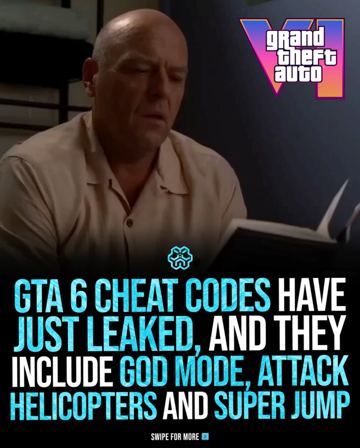 VI
grand
theft
auto
GTA 6 CHEAT CODES HAVE
JUST LEAKED, AND THEY
INCLUDE GOD MODE, ATTACK
HELICOPTERS AND SUPER JUMP
SWIPE FOR MORE